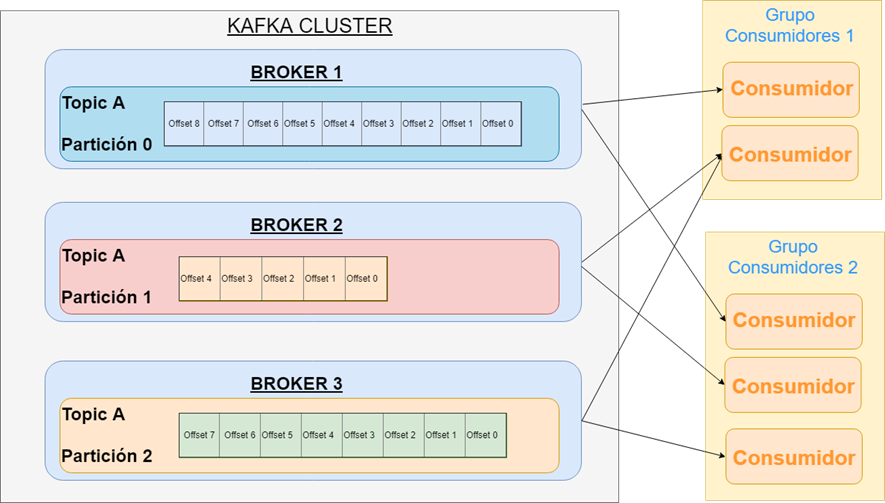 KAFKA CLUSTER
BROKER 1
Topic A
Offset 8 Offset 7 Offset 6 Offset 5 Offset 4 Offset 3 Offset 2 Offset 1 Offset 0
Partición 0
BROKER 2
Topic A
Offset 4 Offset 3 Offset 2 Offset 1 Offset 0
Partición 1
BROKER 3
Topic A
Offset 7 Offset 6 Offset 5 Offset 4 Offset 3 Offset 2 Offset 1 Offset 0
Partición 2
Grupo
Consumidores 1
Consumidor
Consumidor
Grupo
Consumidores 2
Consumidor
Consumidor
Consumidor